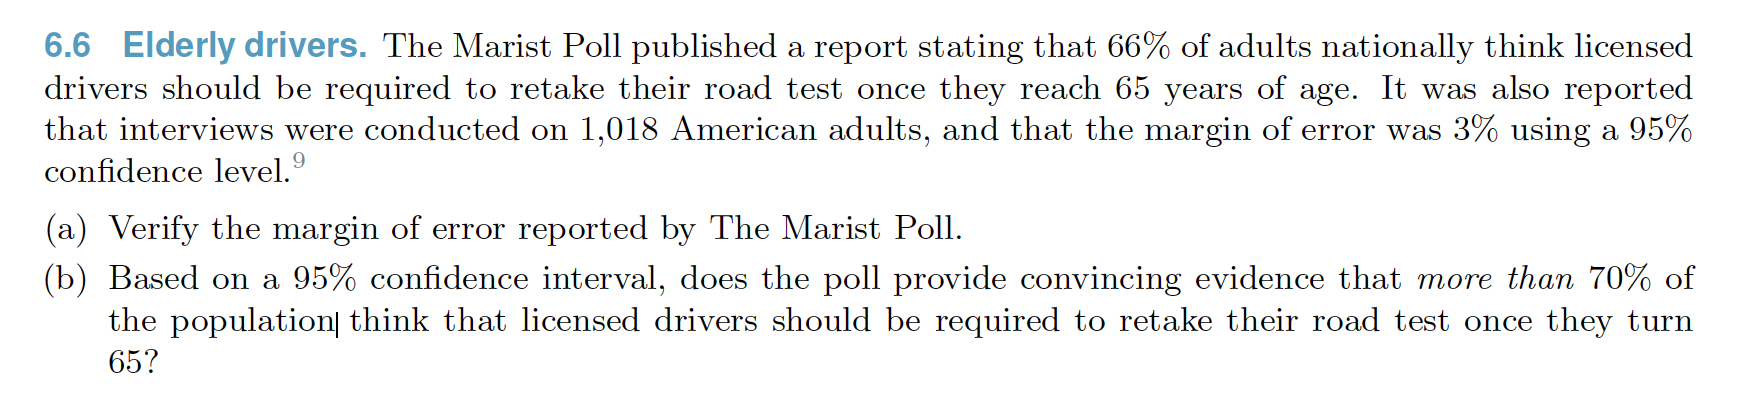 6.6 Elderly drivers. The Marist Poll published a report stating that 66% of adults nationally think licensed
drivers should be required to retake their road test once they reach 65 years of age. It was also reported
that interviews were conducted on 1,018 American adults, and that the margin of error was 3% using a 95%
confidence level.9
(a) Verify the margin of error reported by The Marist Poll.
(b) Based on a 95% confidence interval, does the poll provide convincing evidence that more than 70% of
the population think that licensed drivers should be required to retake their road test once they turn
65?